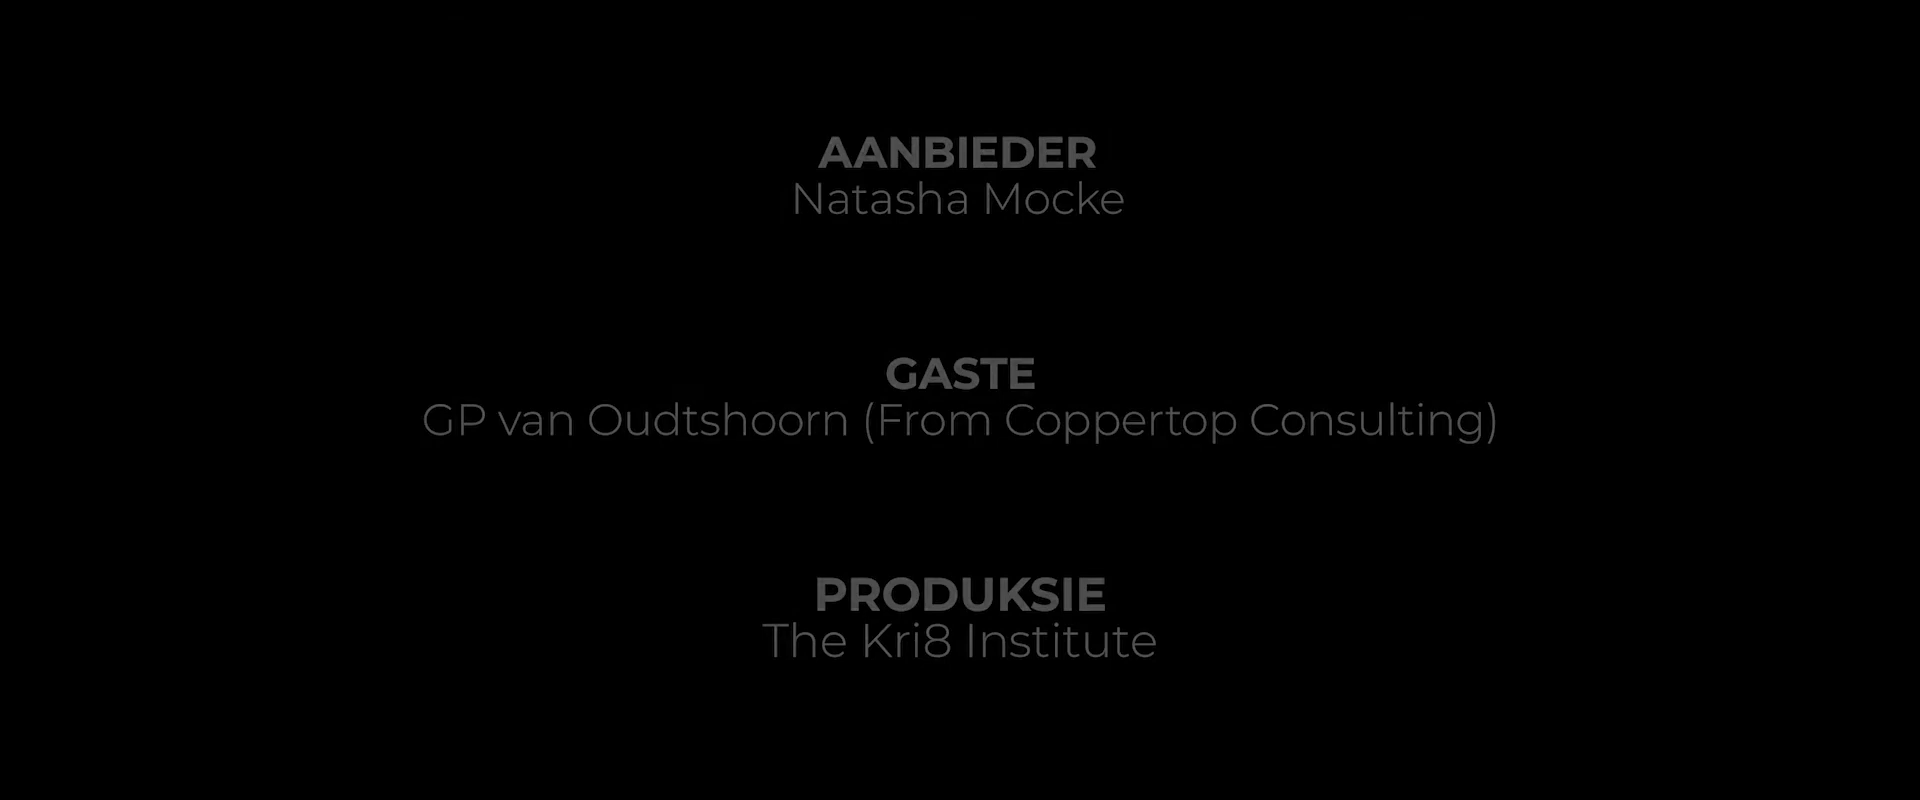 AANBIEDER
Natasha Mocke
GASTE
GP van Oudtshoorn (From Coppertop Consulting)
PRODUKSIE
The Kri8 Institute